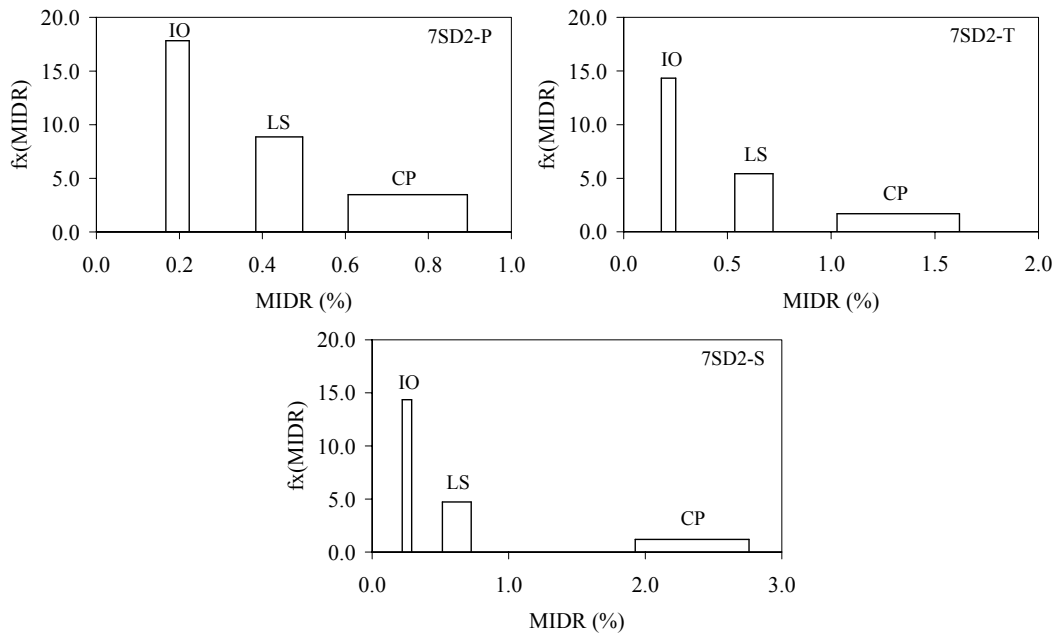 7SD2-P
20.0
15.0
10.0
5.0
0.0
fx(MIDR)
IO
LS
CP
0.0 0.2 0.4 0.6 0.8 1.0
MIDR (%)
7SD2-T
20.0
15.0
10.0
5.0
0.0
fx(MIDR)
IO
LS
CP
0.0 0.5 1.0 1.5 2.0
MIDR (%)
7SD2-S
20.0
15.0
10.0
5.0
0.0
fx(MIDR)
IO
LS
CP
0.0 1.0 2.0 3.0
MIDR (%)